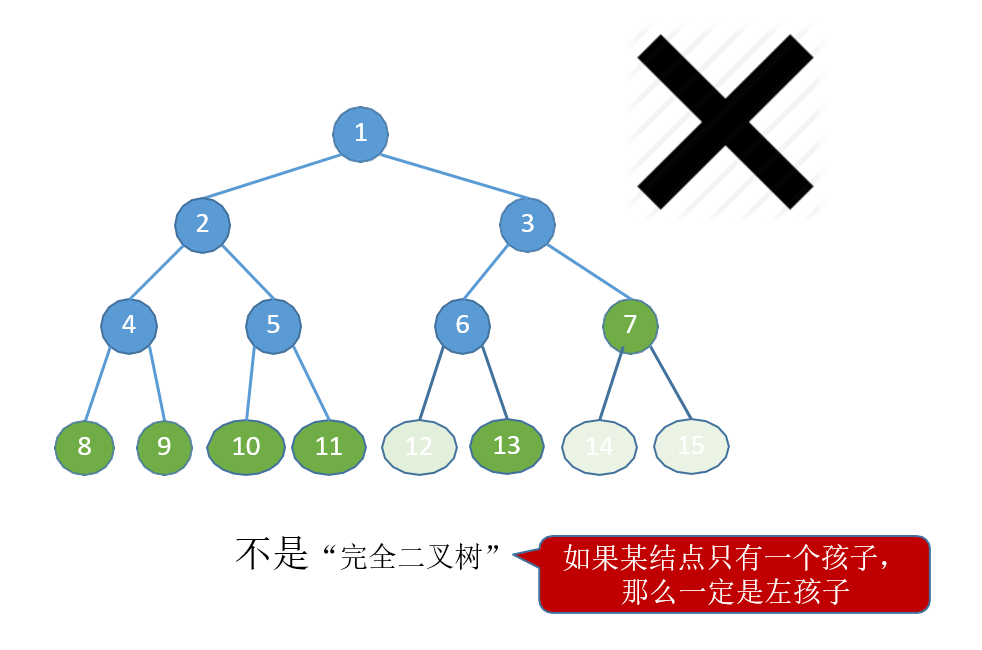 1
2 3
4 5 6 7
8 9 10 11 12 13 14 15
不是“完全二叉树”
如果某结点只有一个孩子，
那么一定是左孩子